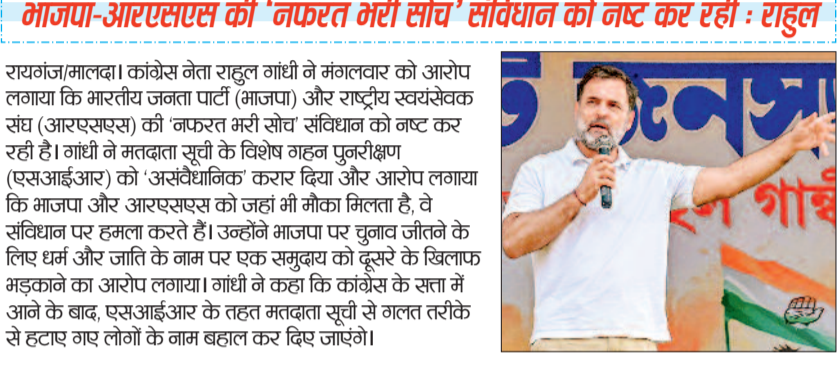 भाजपा-आरएसएस की 'नफरत भरी सोच' संविधान को नष्ट कर रही : राहुल
रायगंज/मालदा। कांग्रेस नेता राहुल गांधी ने मंगलवार को आरोप
लगाया कि भारतीय जनता पार्टी (भाजपा) और राष्ट्रीय स्वयंसेवक
संघ (आरएसएस) की 'नफरत भरी सोच' संविधान को नष्ट कर
रही है। गांधी ने मतदाता सूची के विशेष गहन पुनरीक्षण
(एसआईआर) को 'असंवैधानिक' करार दिया और आरोप लगाया
कि भाजपा और आरएसएस को जहां भी मौका मिलता है, वे
संविधान पर हमला करते हैं। उन्होंने भाजपा पर चुनाव जीतने के
लिए धर्म और जाति के नाम पर एक समुदाय को दूसरे के खिलाफ
भड़काने का आरोप लगाया। गांधी ने कहा कि कांग्रेस के सत्ता में
आने के बाद, एसआईआर के तहत मतदाता सूची से गलत तरीके
से हटाए गए लोगों के नाम बहाल कर दिए जाएंगे।